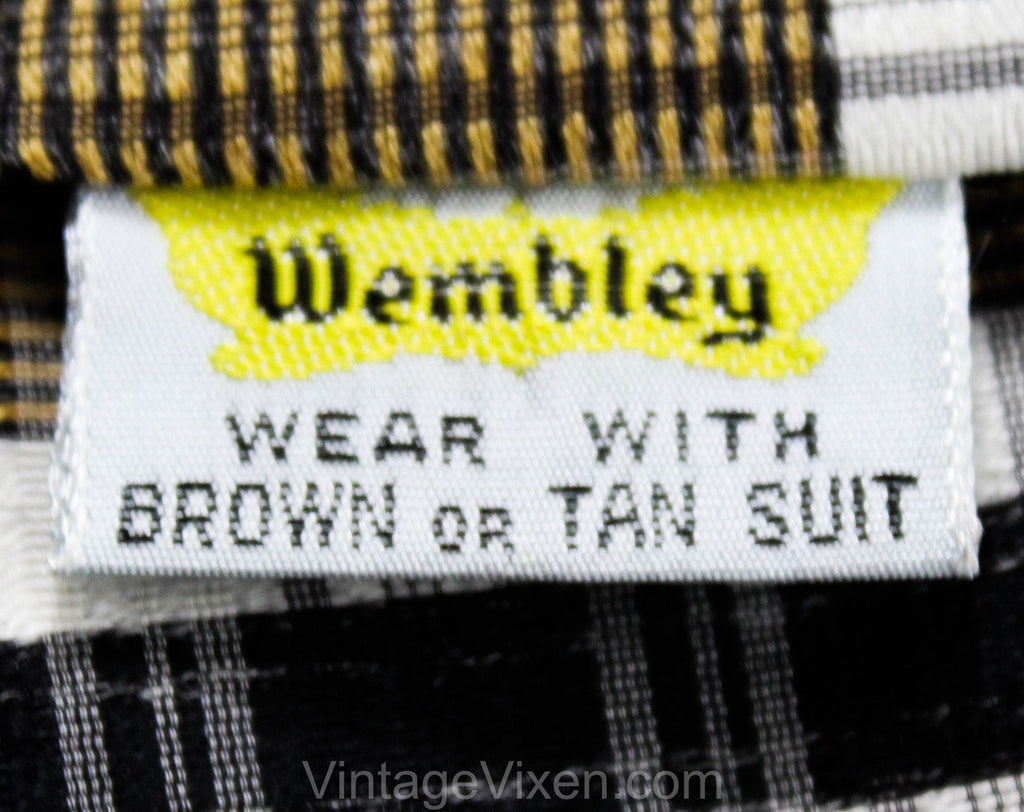 Wembley
WEAR WITH
BROWN OR TAN SUIT
VintageVixen.com